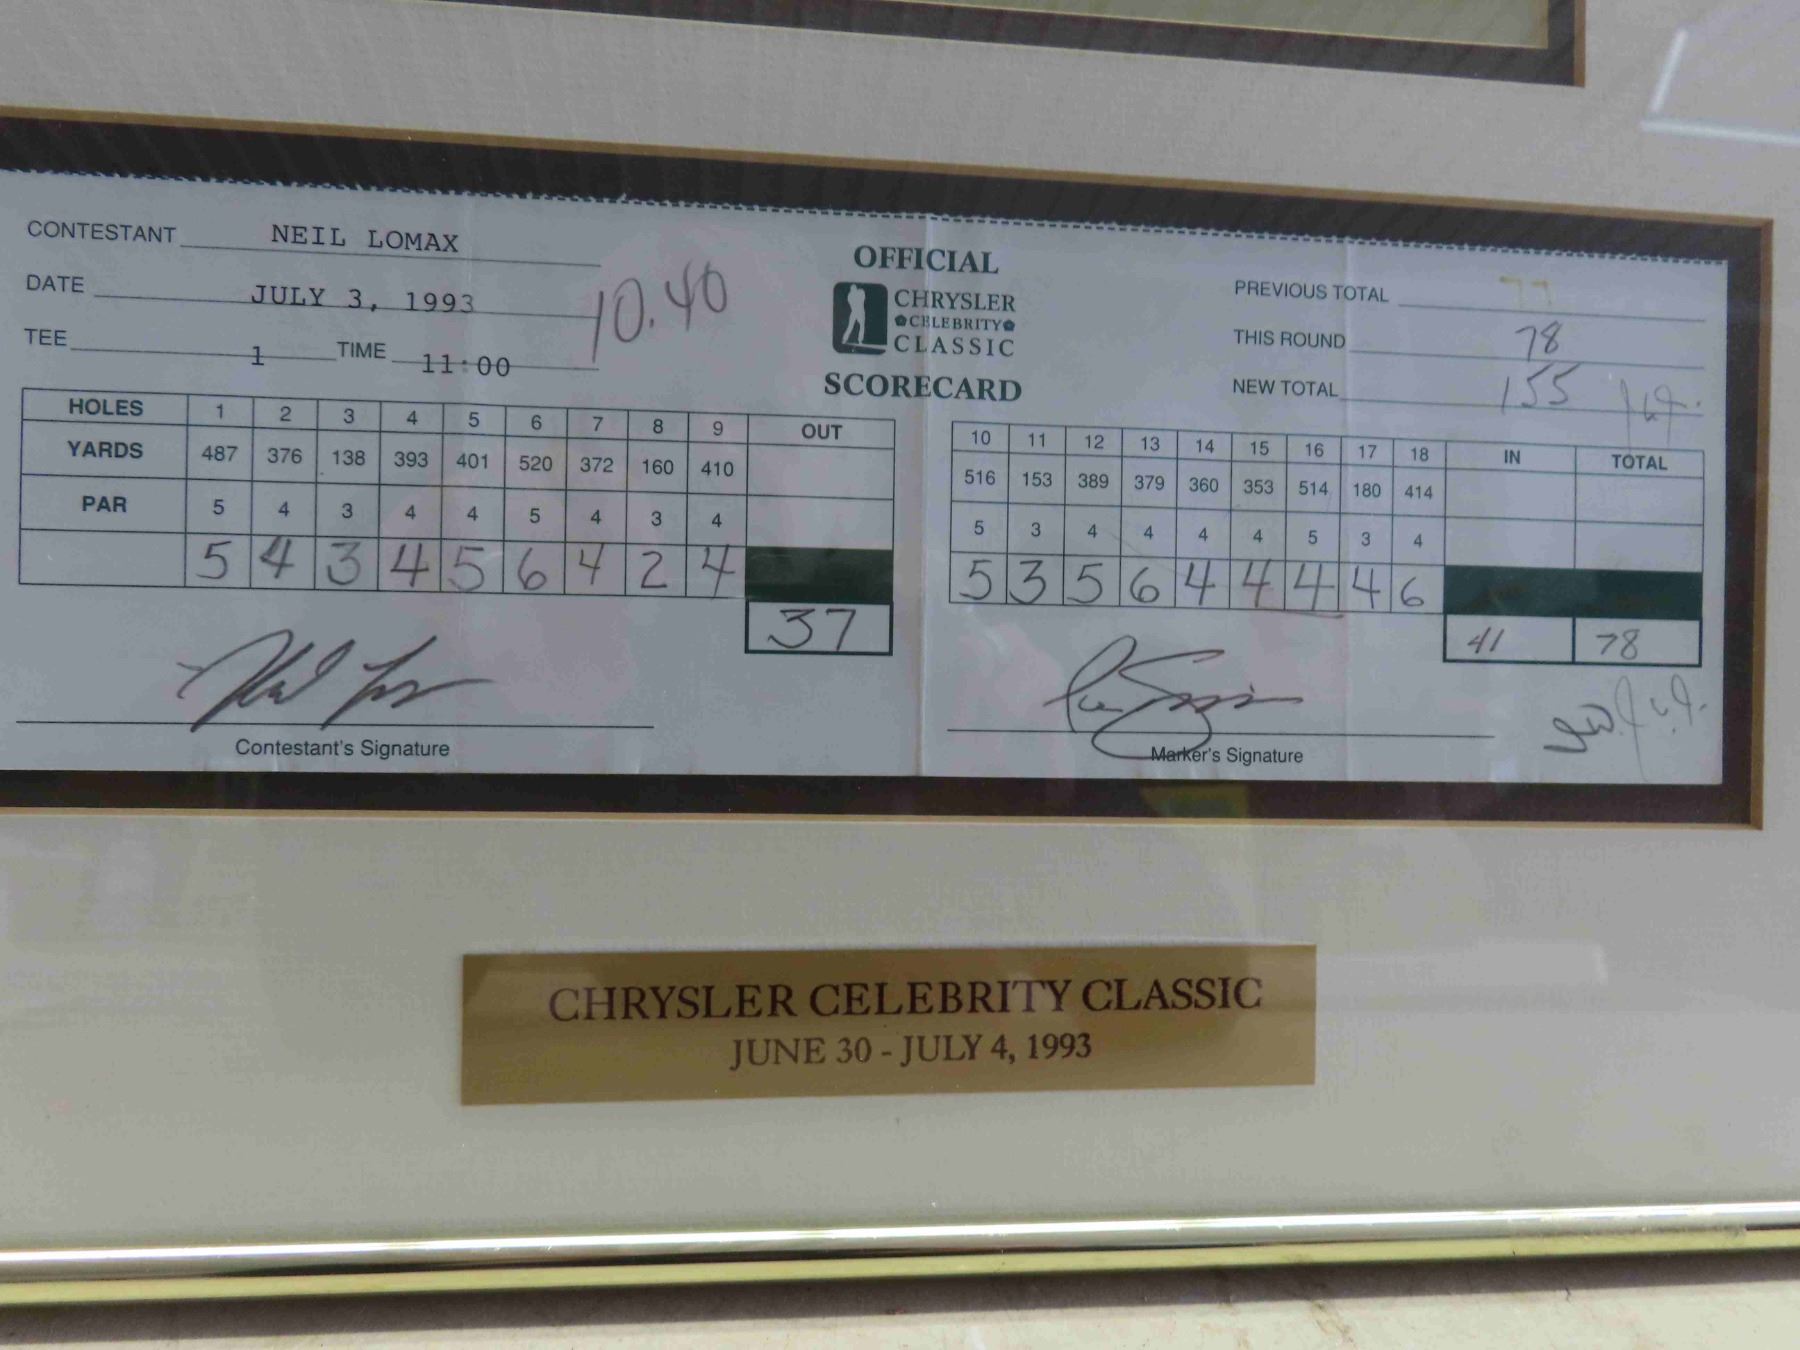 CONTESTANT NEIL LOMAX
DATE JULY 3, 1993
10.40
TEE 1 TIME 11:00
OFFICIAL
CHRYSLER
CELEBRITY
CLASSIC
SCORECARD
PREVIOUS TOTAL 77
THIS ROUND 78
NEW TOTAL 155
HOLES 1 2 3 4 5 6 7 8 9 OUT
YARDS 487 376 138 393 401 520 372 160 410
PAR 5 4 3 4 4 5 4 3 4
5 4 3 4 5 6 4 2 4
37
10 11 12 13 14 15 16 17 18 IN TOTAL
516 153 389 379 360 353 514 180 414
5 3 4 4 4 4 5 3 4
5 3 5 6 4 4 4 4 6
41 78
Contestant's Signature
Marker's Signature
CHRYSLER CELEBRITY CLASSIC
JUNE 30 - JULY 4, 1993